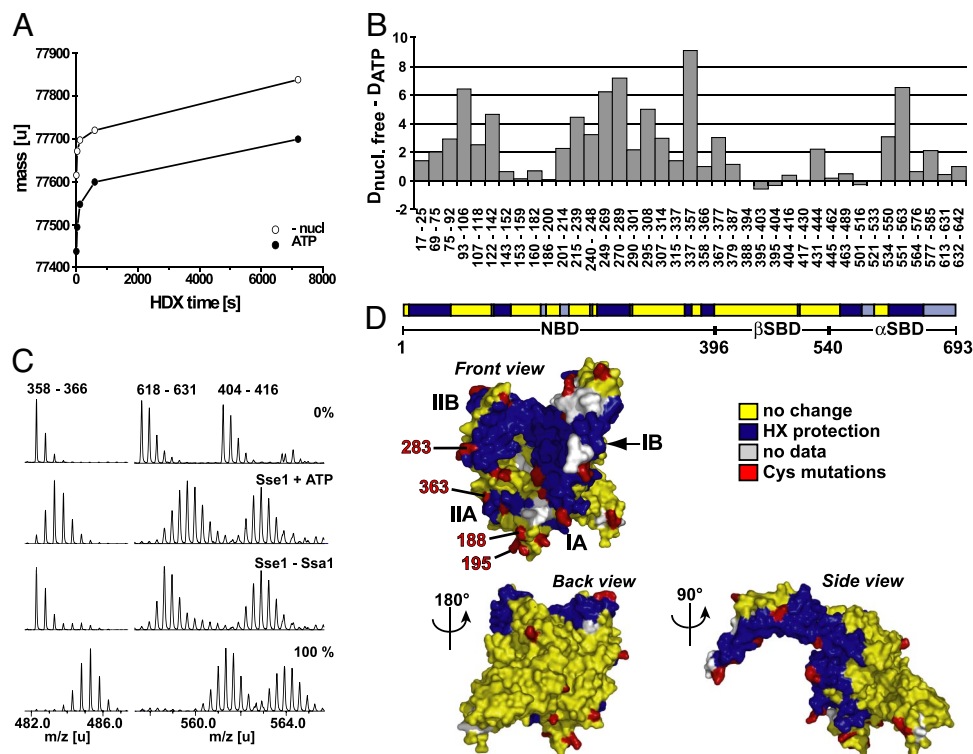 A
77900
77800
77700
77600
77500
77400
mass [u]
0
2000
4000
6000
8000
HDX time [s]
- nucl
ATP
B
10
8
6
4
2
0
-2
Dnucl. free - DATP
17 - 25
69 - 75
75 - 92
93 - 106
107 - 118
122 - 142
143 - 152
153 - 159
160 - 182
186 - 200
201 - 214
215 - 239
240 - 248
249 - 269
270 - 289
290 - 301
295 - 308
307 - 314
315 - 337
337 - 357
358 - 366
367 - 377
379 - 387
388 - 394
395 - 403
404 - 416
417 - 430
431 - 444
445 - 462
463 - 489
501 - 516
521 - 533
534 - 550
551 - 563
564 - 576
577 - 585
613 - 631
632 - 642
C
358 - 366
618 - 631
404 - 416
0%
Sse1 + ATP
Sse1 - Ssa1
100 %
482.0
486.0
560.0
564.0
m/z [u]
m/z [u]
D
NBD
βSBD
αSBD
1
396
540
693
Front view
IIB
IB
283
363
IIA
188
IA
195
no change
HX protection
no data
Cys mutations
Back view
180°
Side view
90°